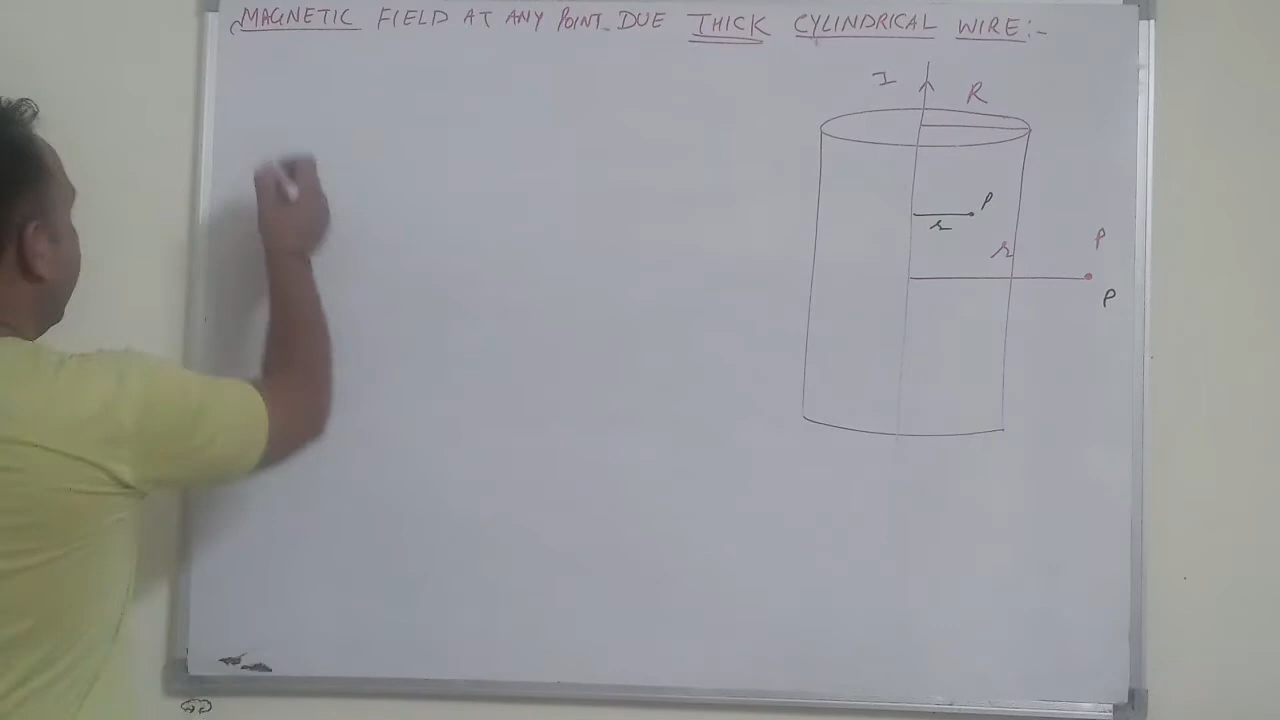 MAGNETIC FIELD AT ANY POINT DUE THICK CYLINDRICAL WIRE:-
I
R
P
r
P
r
P